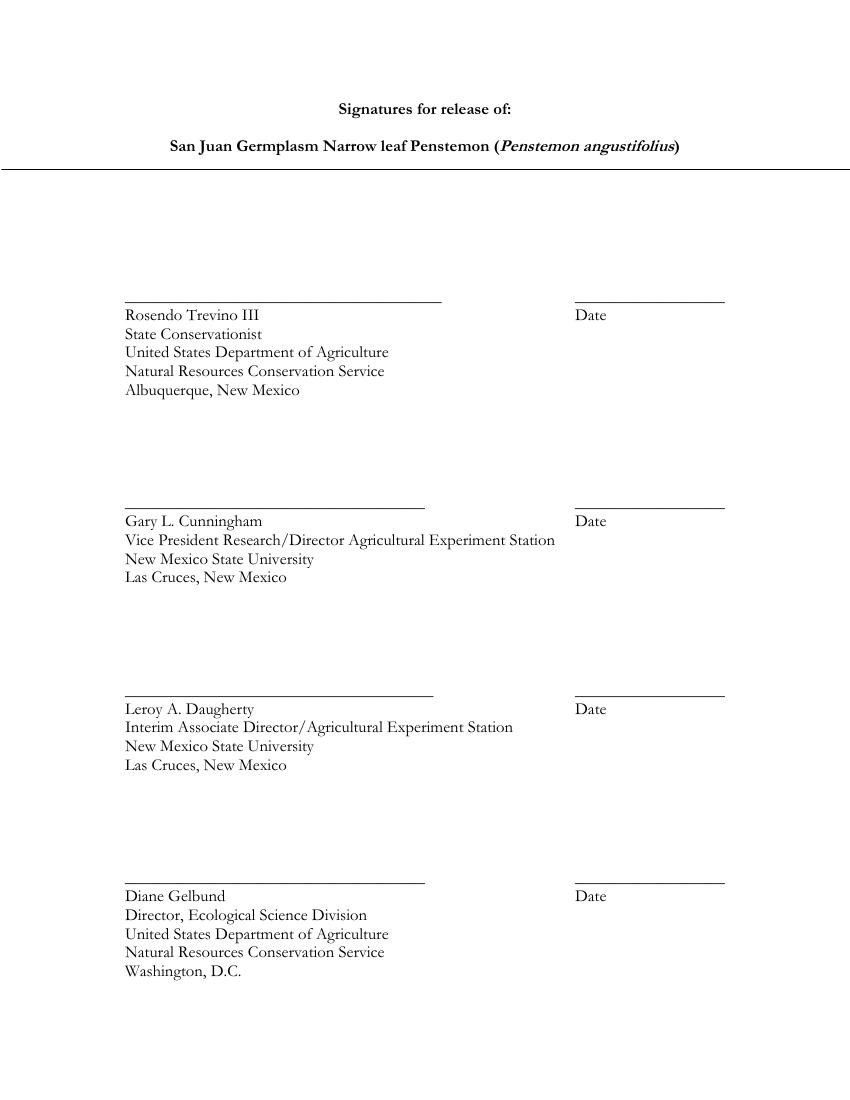 Signatures for release of:
San Juan Germplasm Narrow leaf Penstemon (Penstemon angustifolius)
Rosendo Trevino III
Date
State Conservationist
United States Department of Agriculture
Natural Resources Conservation Service
Albuquerque, New Mexico
Gary L. Cunningham
Date
Vice President Research/Director Agricultural Experiment Station
New Mexico State University
Las Cruces, New Mexico
Leroy A. Daugherty
Date
Interim Associate Director/Agricultural Experiment Station
New Mexico State University
Las Cruces, New Mexico
Diane Gelbund
Date
Director, Ecological Science Division
United States Department of Agriculture
Natural Resources Conservation Service
Washington, D.C.